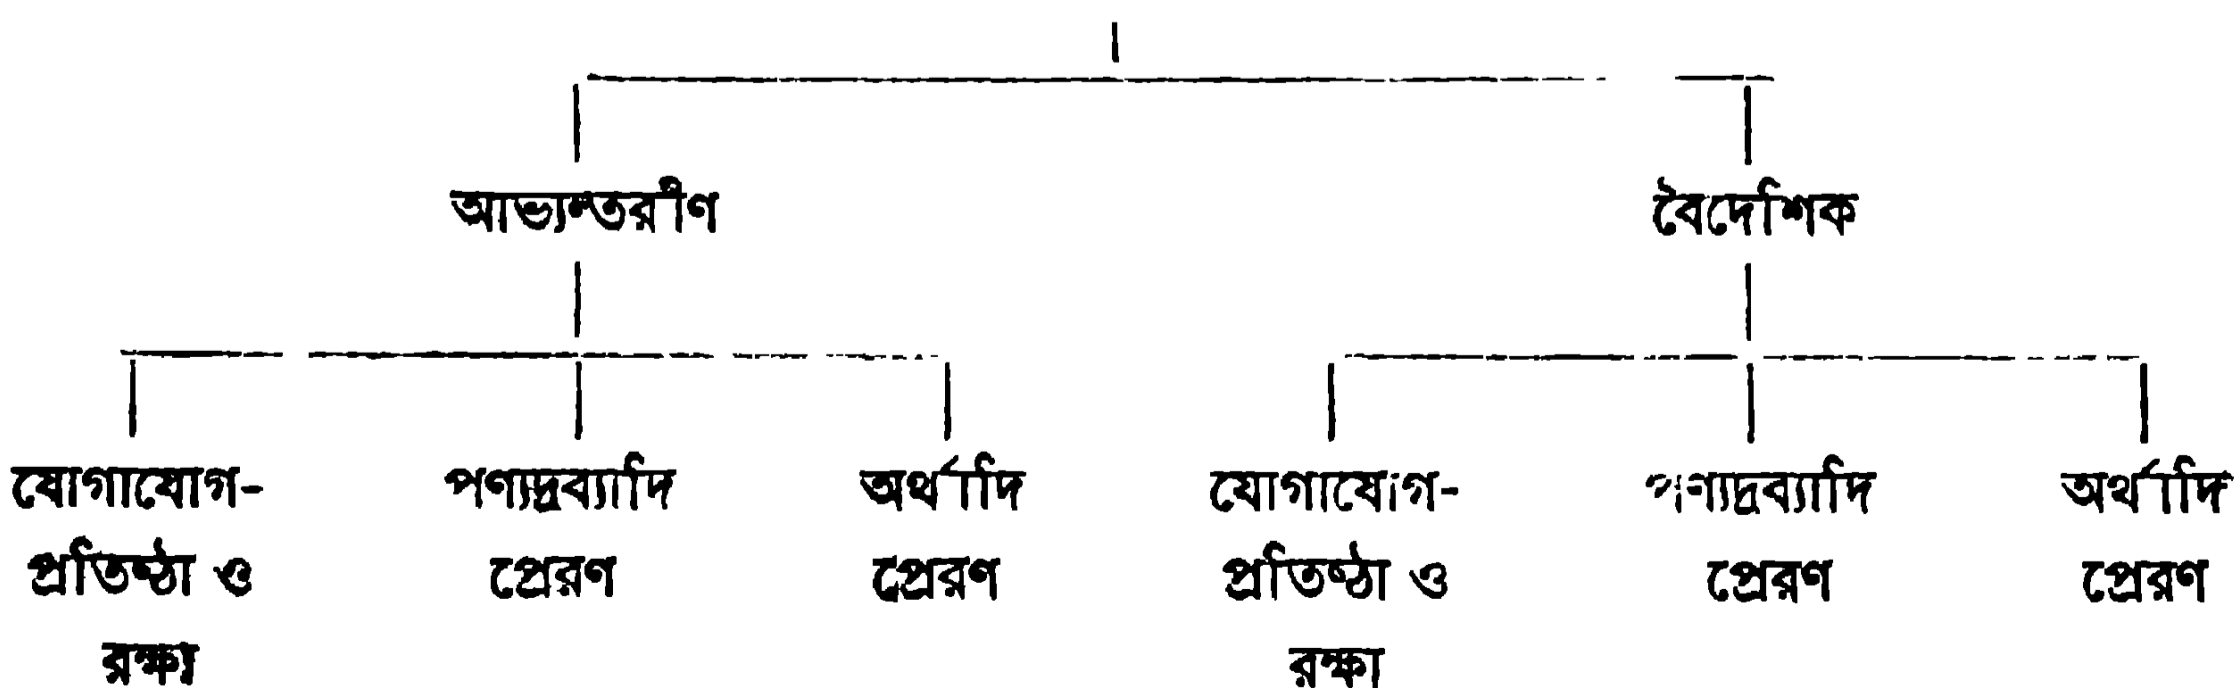 আভ্যন্তরীণ বৈদেশিক
যোগাযোগ- পণ্যদ্রব্যাদি অর্থাদি যোগাযোগ- পণ্যদ্রব্যাদি অর্থাদি
প্রতিষ্ঠা ও প্রেরণ প্রেরণ প্রতিষ্ঠা ও প্রেরণ প্রেরণ
রক্ষা রক্ষা